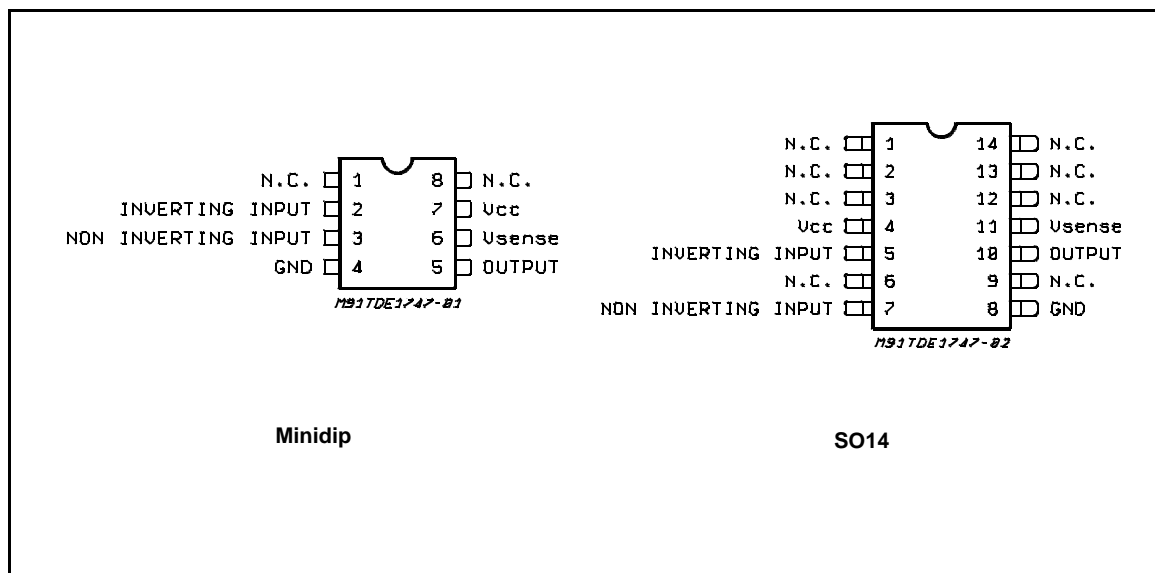 N.C. 1 8 N.C.
INVERTING INPUT 2 7 Vcc
NON INVERTING INPUT 3 6 Vsense
GND 4 5 OUTPUT
M91TDE1747-01
Minidip
N.C. 1 14 N.C.
N.C. 2 13 N.C.
N.C. 3 12 N.C.
Vcc 4 11 Vsense
INVERTING INPUT 5 10 OUTPUT
N.C. 6 9 N.C.
NON INVERTING INPUT 7 8 GND
M91TDE1747-02
SO14